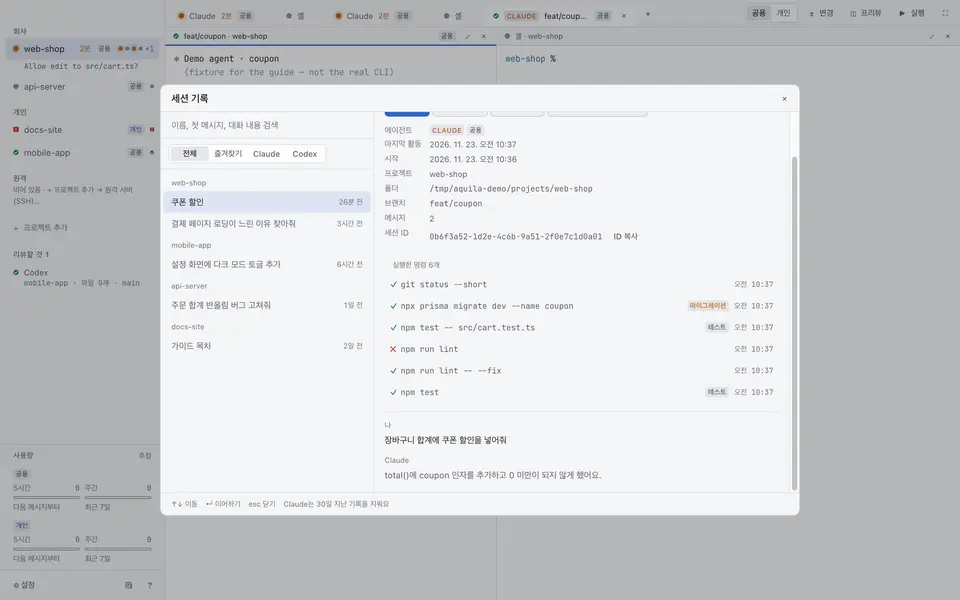 회사
web-shop 2분 공용 +1
Allow edit to src/cart.ts?
api-server 공용
개인
docs-site 개인
mobile-app 공용
원격
비어 있음 · + 프로젝트 추가 → 원격 서버
(SSH)…
+ 프로젝트 추가
리뷰할 것 1
Codex
mobile-app · 파일 0개 · main
사용량 추정
공용
5시간 0 주간 0
다음 메시지부터 최근 7일
개인
5시간 0 주간 0
다음 메시지부터 최근 7일
설정 ?
Claude 2분 공용
셸
Claude 2분 공용
셸
CLAUDE feat/coup… 공용 × +
공용 개인 변경 프리뷰 실행
feat/coupon · web-shop 공용 ×
셸 · web-shop ×
✳ Demo agent · coupon
(fixture for the guide — not the real CLI)
web-shop %
세션 기록 ×
이름, 첫 메시지, 대화 내용 검색
전체 즐겨찾기 Claude Codex
web-shop
쿠폰 할인 26분 전
결제 페이지 로딩이 느린 이유 찾아줘 3시간 전
mobile-app
설정 화면에 다크 모드 토글 추가 6시간 전
api-server
주문 합계 반올림 버그 고쳐줘 1일 전
docs-site
가이드 목차 2일 전
에이전트 CLAUDE 공용
마지막 활동 2026. 11. 23. 오전 10:37
시작 2026. 11. 23. 오전 10:36
프로젝트 web-shop
폴더 /tmp/aquila-demo/projects/web-shop
브랜치 feat/coupon
메시지 2
세션 ID 0b6f3a52-1d2e-4c6b-9a51-2f0e7c1d0a01 ID 복사
실행한 명령 6개
✓ git status --short 오전 10:37
✓ npx prisma migrate dev --name coupon 마이그레이션 오전 10:37
✓ npm test -- src/cart.test.ts 테스트 오전 10:37
✕ npm run lint 오전 10:37
✓ npm run lint -- --fix 오전 10:37
✓ npm test 테스트 오전 10:37
나
장바구니 합계에 쿠폰 할인을 넣어줘
Claude
total()에 coupon 인자를 추가하고 0 미만이 되지 않게 했어요.
↑↓ 이동 ↵ 이어하기 esc 닫기 Claude는 30일 지난 기록을 지워요